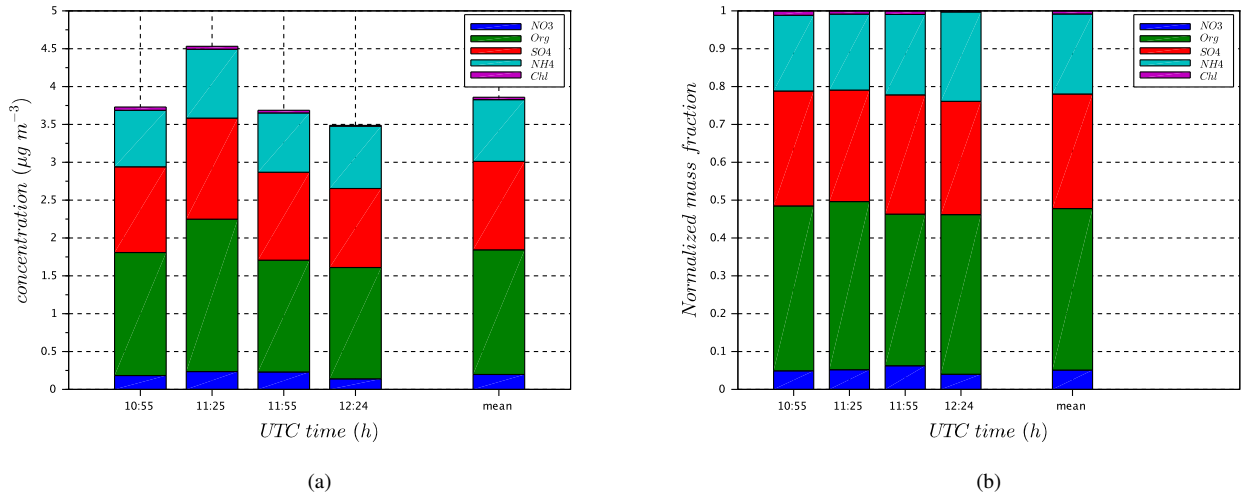 5
4.5
4
3.5
3
2.5
2
1.5
1
0.5
0
concentration (μg m⁻³)
NO3
Org
SO4
NH4
Chl
10:55 11:25 11:55 12:24 mean
UTC time (h)
(a)
1
0.9
0.8
0.7
0.6
0.5
0.4
0.3
0.2
0.1
0
Normalized mass fraction
NO3
Org
SO4
NH4
Chl
10:55 11:25 11:55 12:24 mean
UTC time (h)
(b)